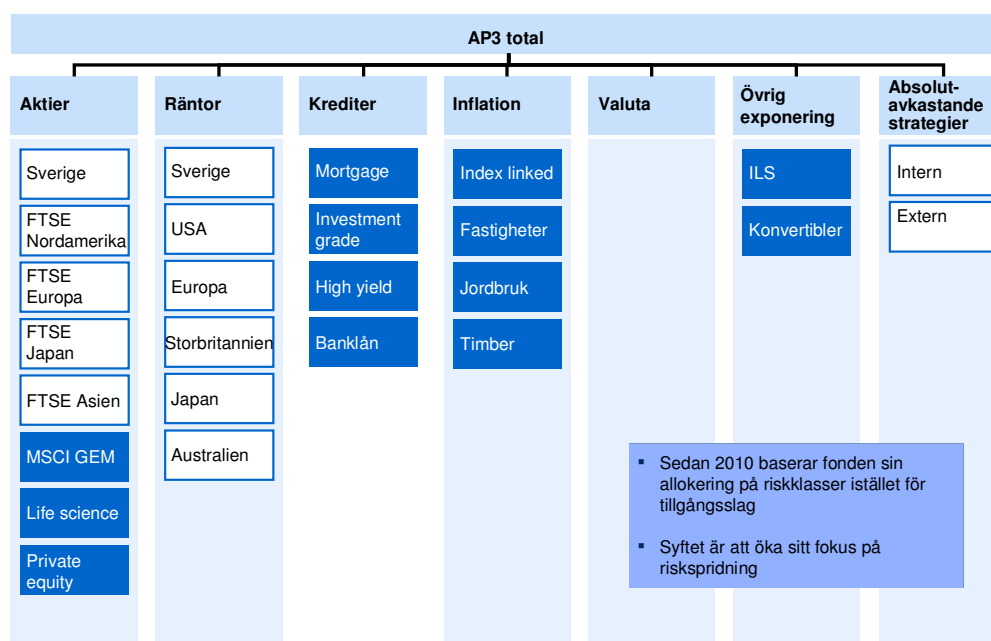 AP3 total
Aktier
Räntor
Krediter
Inflation
Valuta
Övrig
exponering
Absolut-
avkastande
strategier
Sverige
FTSE
Nordamerika
FTSE
Europa
FTSE
Japan
FTSE Asien
MSCI GEM
Life science
Private
equity
Sverige
USA
Europa
Storbritannien
Japan
Australien
Mortgage
Investment
grade
High yield
Banklån
Index linked
Fastigheter
Jordbruk
Timber
ILS
Konvertibler
Intern
Extern
▪ Sedan 2010 baserar fonden sin
allokering på riskklasser istället för
tillgångsslag
▪ Syftet är att öka sitt fokus på
riskspridning